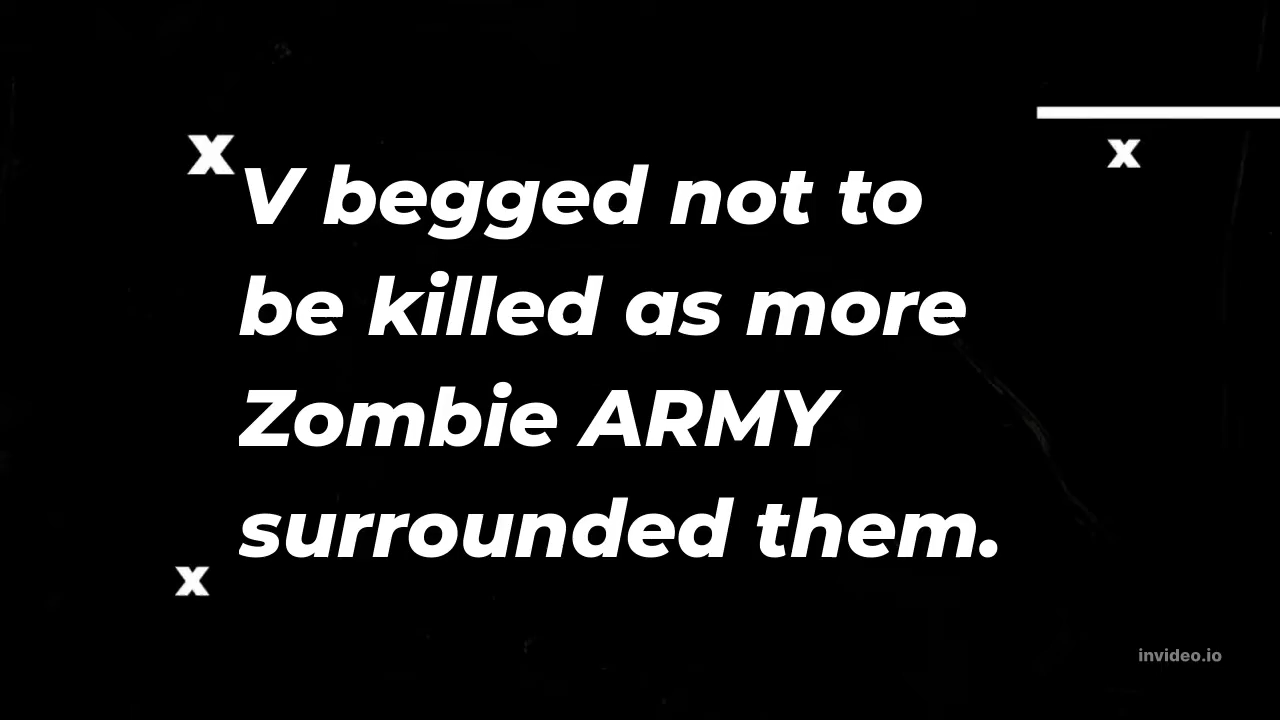 x
x
V begged not to
be killed as more
Zombie ARMY
surrounded them.
x
invideo.io